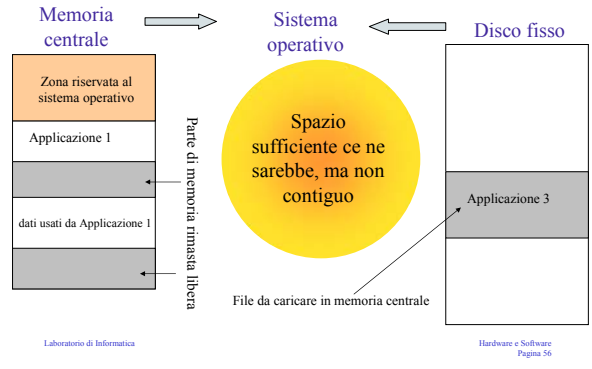 Memoria
centrale
Sistema
operativo
Disco fisso
Zona riservata al
sistema operativo
Applicazione 1
dati usati da Applicazione 1
Parte di memoria rimasta libera
Spazio
sufficiente ce ne
sarebbe, ma non
contiguo
Applicazione 3
File da caricare in memoria centrale
Laboratorio di Informatica
Hardware e Software
Pagina 56